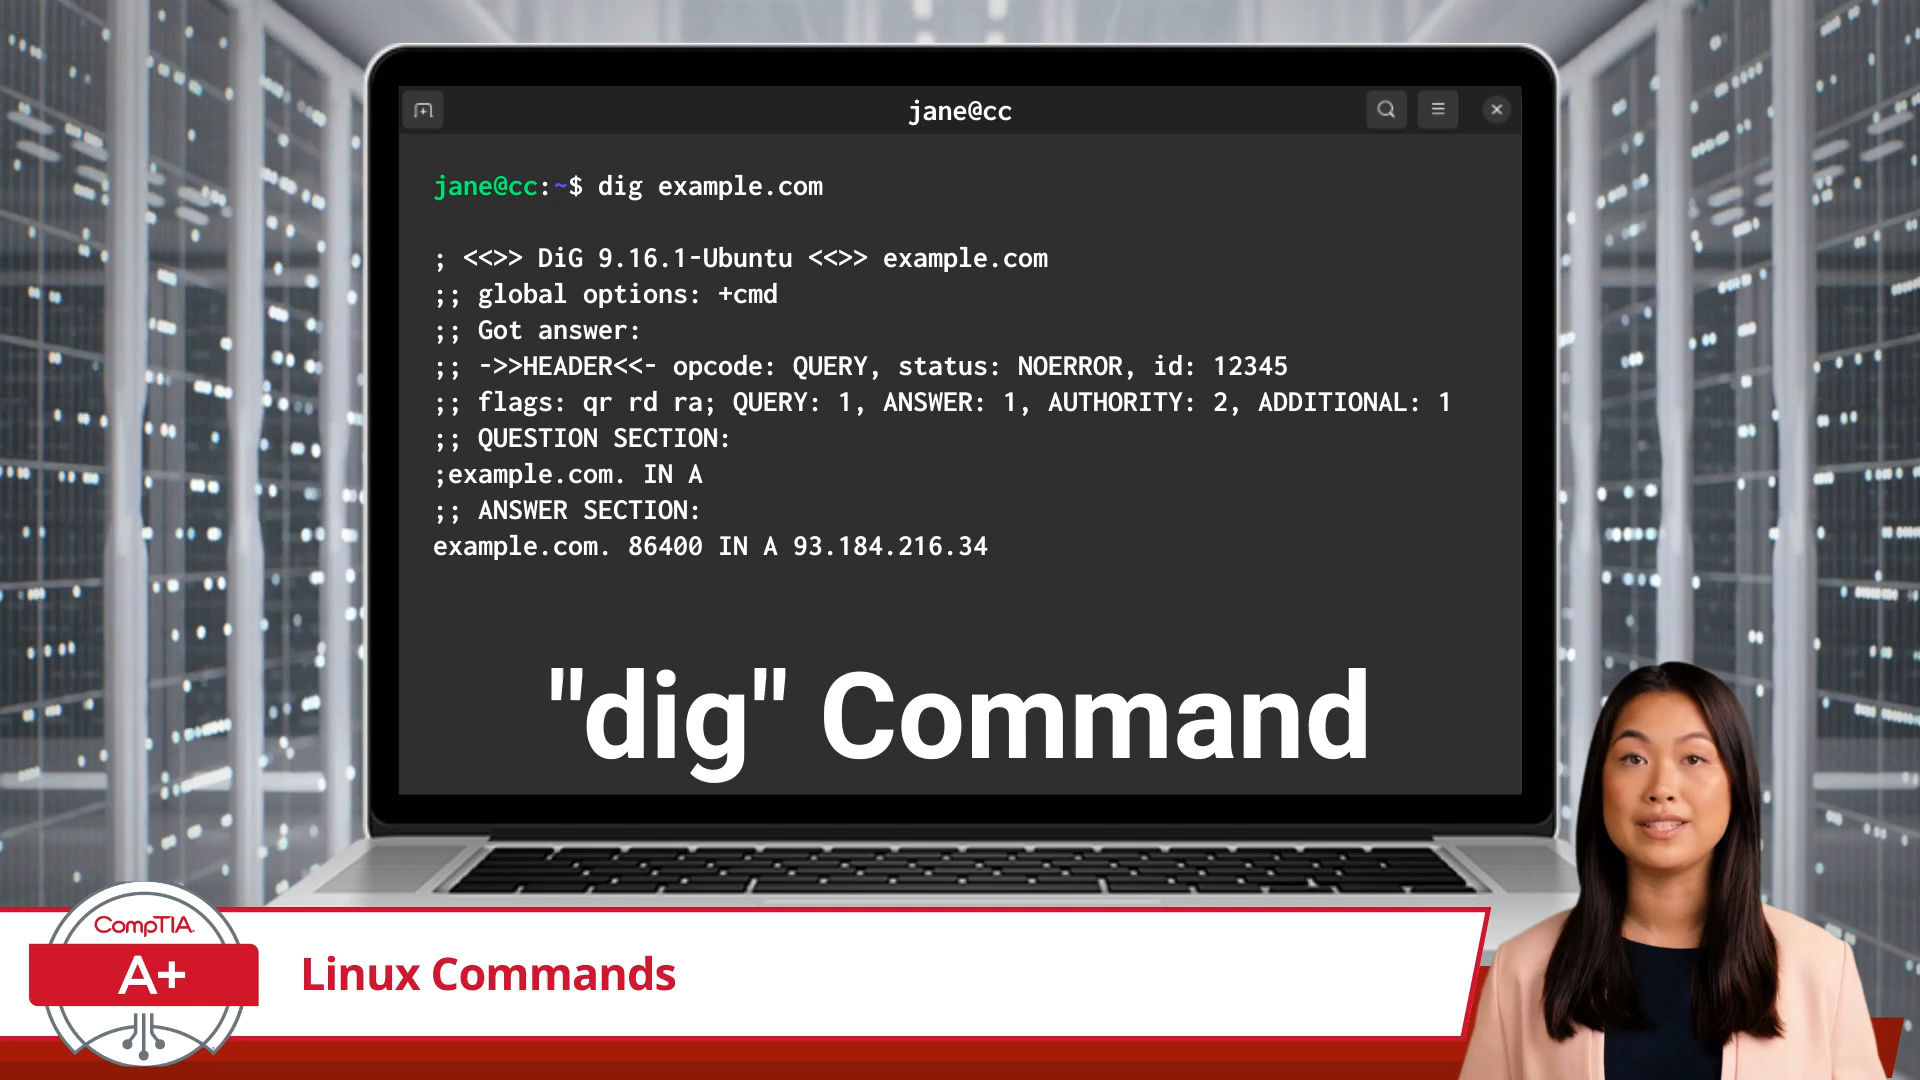 jane@cc
jane@cc:~$ dig example.com
; <<>> DiG 9.16.1-Ubuntu <<>> example.com
;; global options: +cmd
;; Got answer:
;; ->>HEADER<<- opcode: QUERY, status: NOERROR, id: 12345
;; flags: qr rd ra; QUERY: 1, ANSWER: 1, AUTHORITY: 2, ADDITIONAL: 1
;; QUESTION SECTION:
;example.com. IN A
;; ANSWER SECTION:
example.com. 86400 IN A 93.184.216.34
"dig" Command
CompTIA.
A+
Linux Commands